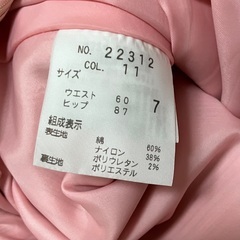 NO. 22312
COL. 11
サイズ
ウエスト 60
ヒップ 87
7
組成表示
表生地
綿 60%
ナイロン 38%
ポリウレタン 2%
裏生地 ポリエステル